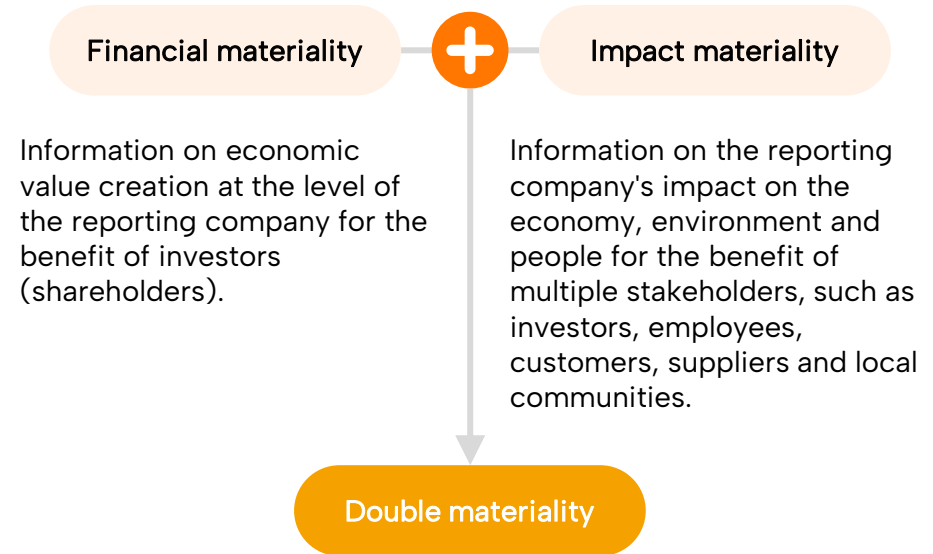 Financial materiality
Impact materiality
Information on economic
value creation at the level of
the reporting company for the
benefit of investors
(shareholders).
Information on the reporting
company's impact on the
economy, environment and
people for the benefit of
multiple stakeholders, such as
investors, employees,
customers, suppliers and local
communities.
Double materiality